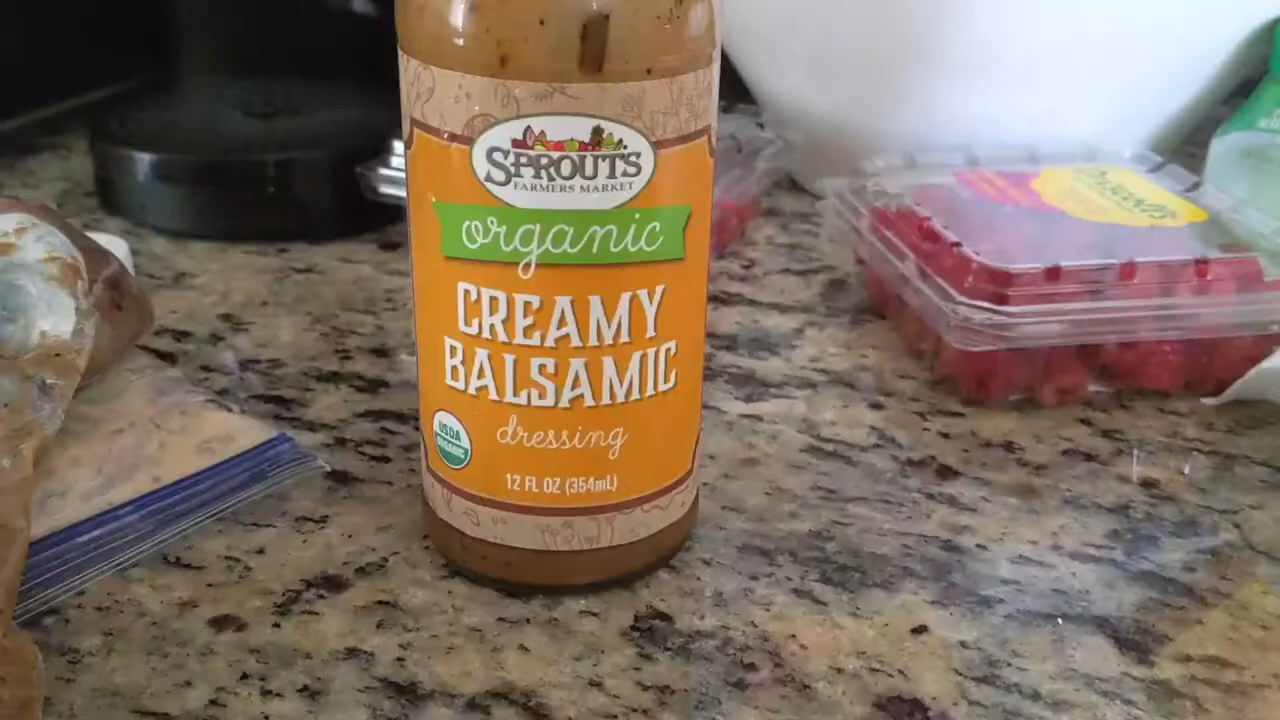 SPROUTS
FARMERS MARKET
organic
CREAMY
BALSAMIC
dressing
USDA
ORGANIC
12 FL OZ (354mL)